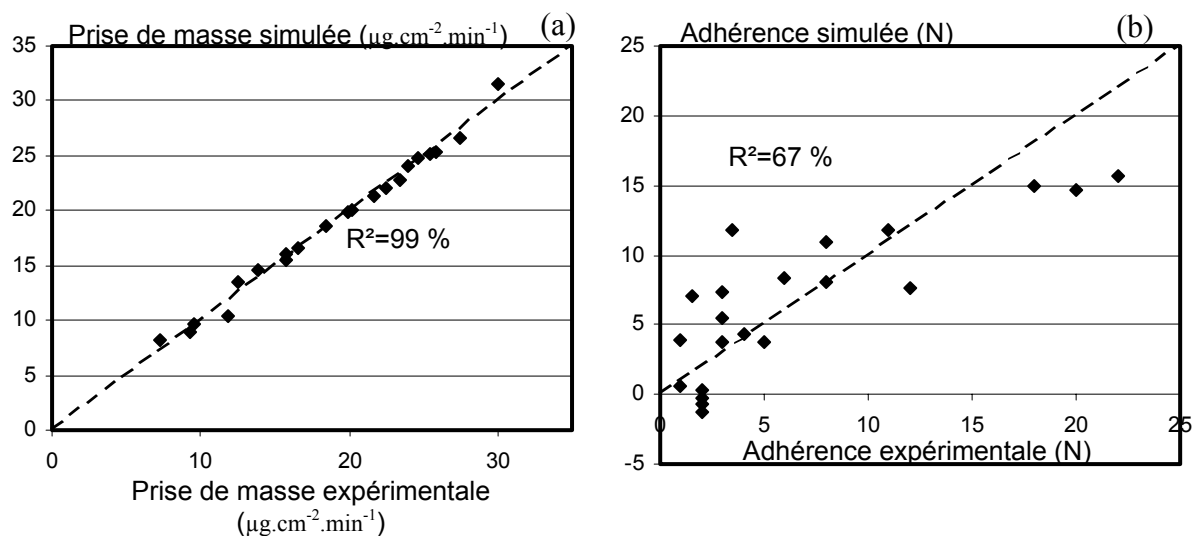 Prise de masse simulée (µg.cm-2.min-1)
(a)
35
30
25
20
15
10
5
0
R²=99 %
0 10 20 30
Prise de masse expérimentale
(µg.cm-2.min-1)
Adhérence simulée (N)
(b)
25
20
15
10
5
0
-5
R²=67 %
0 5 10 15 20 25
Adhérence expérimentale (N)